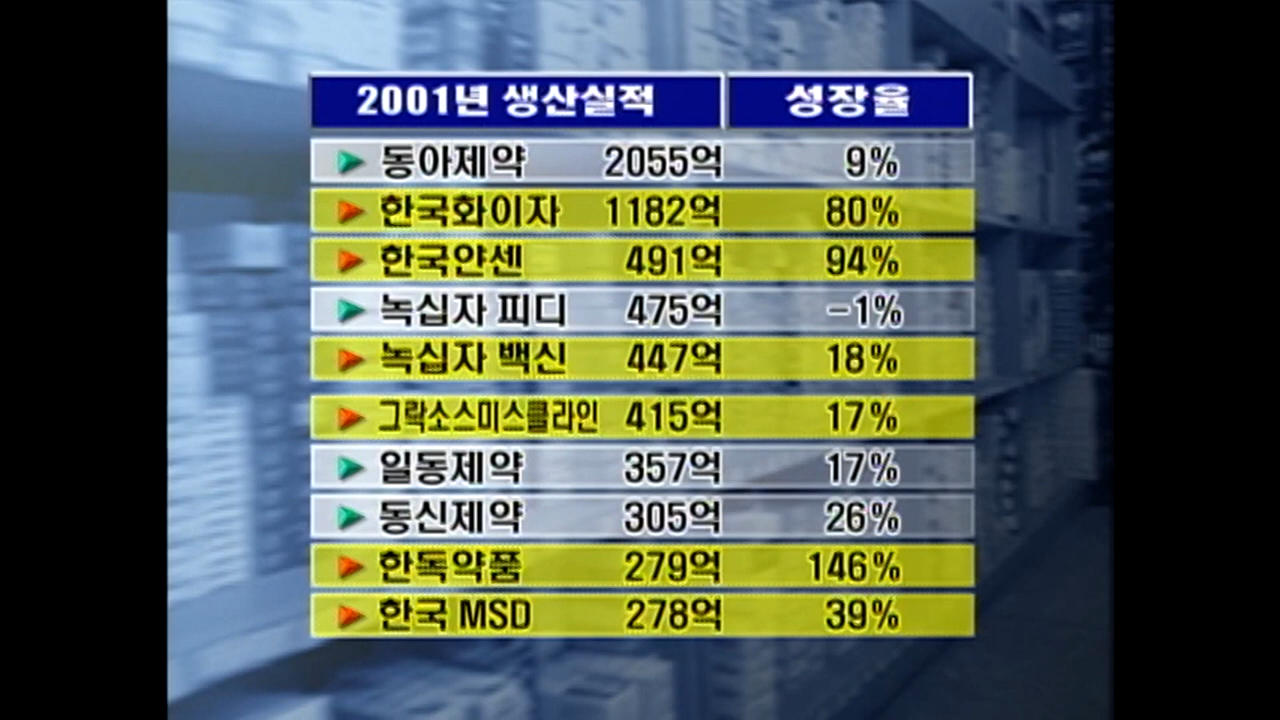 2001년 생산실적 성장율
동아제약 2055억 9%
한국화이자 1182억 80%
한국얀센 491억 94%
녹십자 피디 475억 -1%
녹십자 백신 447억 18%
그락소스미스클라인 415억 17%
일동제약 357억 17%
동신제약 305억 26%
한독약품 279억 146%
한국 MSD 278억 39%